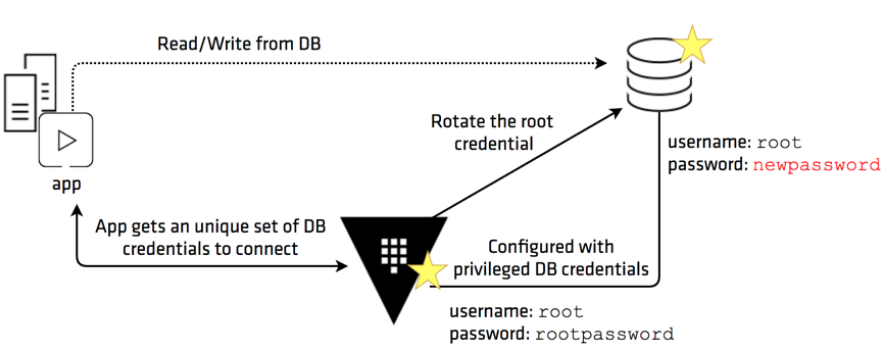 Read/Write from DB
Rotate the root
credential
username: root
password: newpassword
app
App gets an unique set of DB
credentials to connect
Configured with
privileged DB credentials
username: root
password: rootpassword